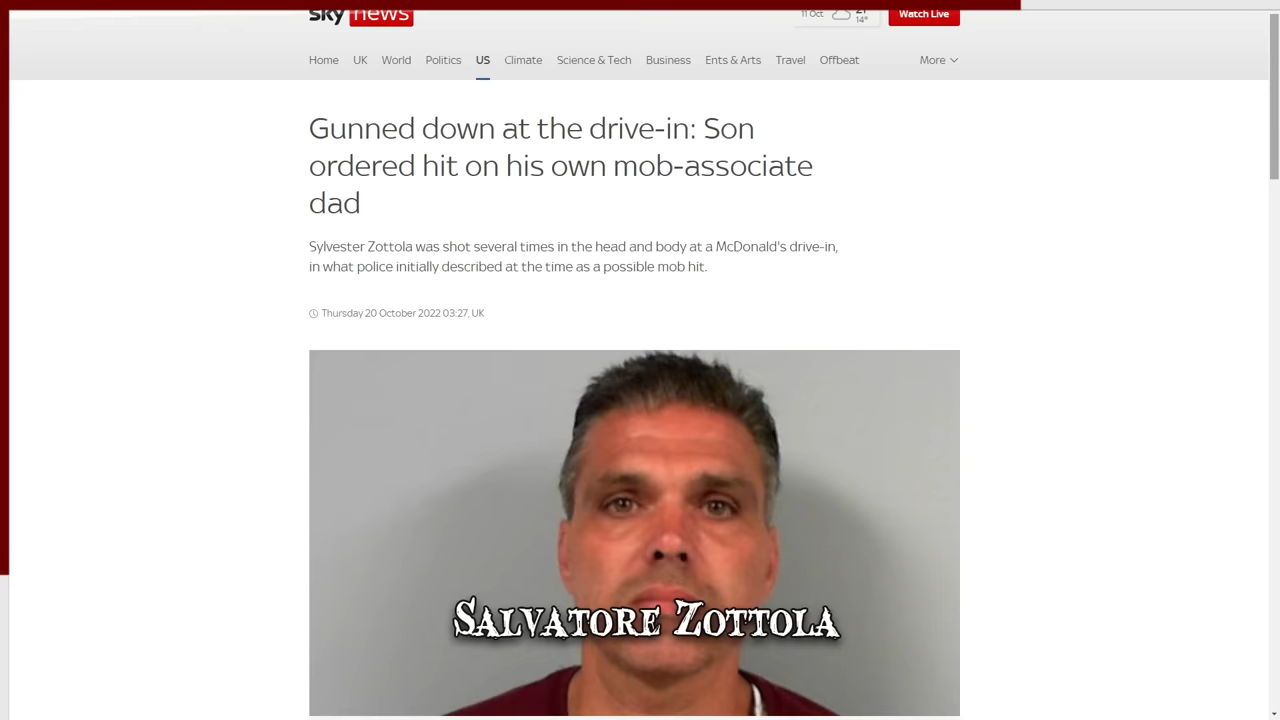 sky news
11 Oct
21°
14°
Watch Live
Home UK World Politics US Climate Science & Tech Business Ents & Arts Travel Offbeat More
Gunned down at the drive-in: Son
ordered hit on his own mob-associate
dad
Sylvester Zottola was shot several times in the head and body at a McDonald's drive-in,
in what police initially described at the time as a possible mob hit.
Thursday 20 October 2022 03:27, UK
Salvatore Zottola